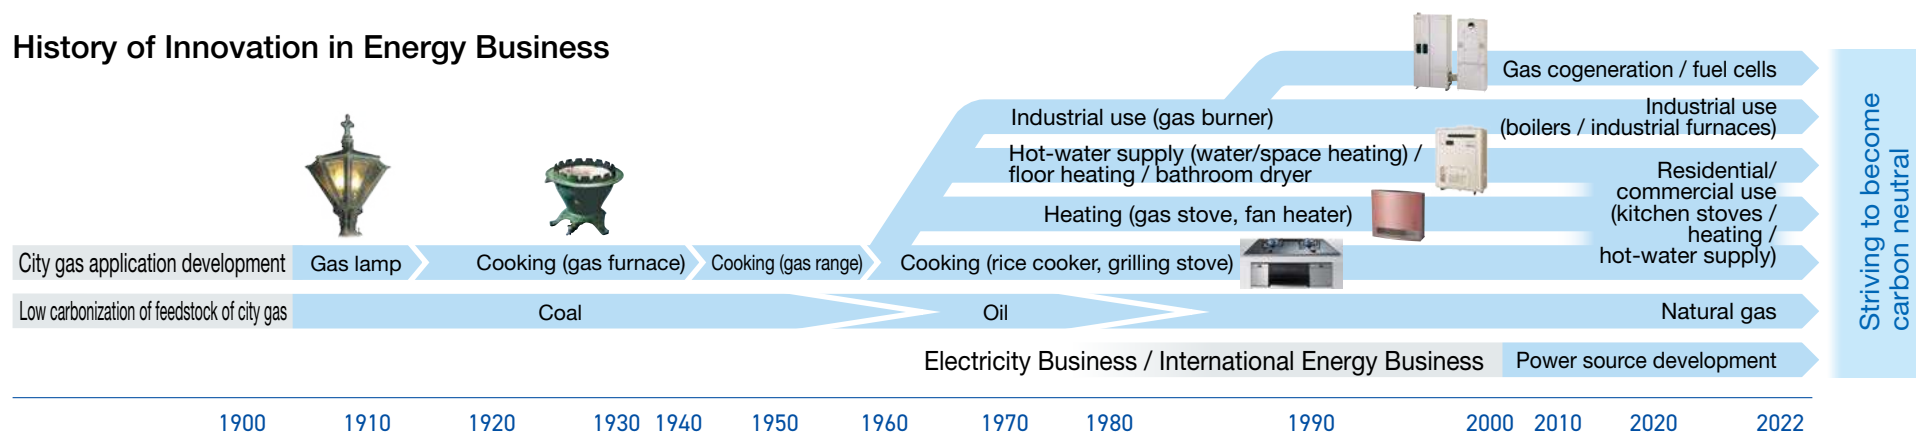 History of Innovation in Energy Business
Gas cogeneration / fuel cells
Industrial use (gas burner)
Industrial use
(boilers / industrial furnaces)
Hot-water supply (water/space heating) /
floor heating / bathroom dryer
Heating (gas stove, fan heater)
Residential/
commercial use
(kitchen stoves /
heating /
hot-water supply)
City gas application development
Gas lamp
Cooking (gas furnace)
Cooking (gas range)
Cooking (rice cooker, grilling stove)
Low carbonization of feedstock of city gas
Coal
Oil
Natural gas
Electricity Business / International Energy Business
Power source development
Striving to become
carbon neutral
1900
1910
1920
1930
1940
1950
1960
1970
1980
1990
2000
2010
2020
2022